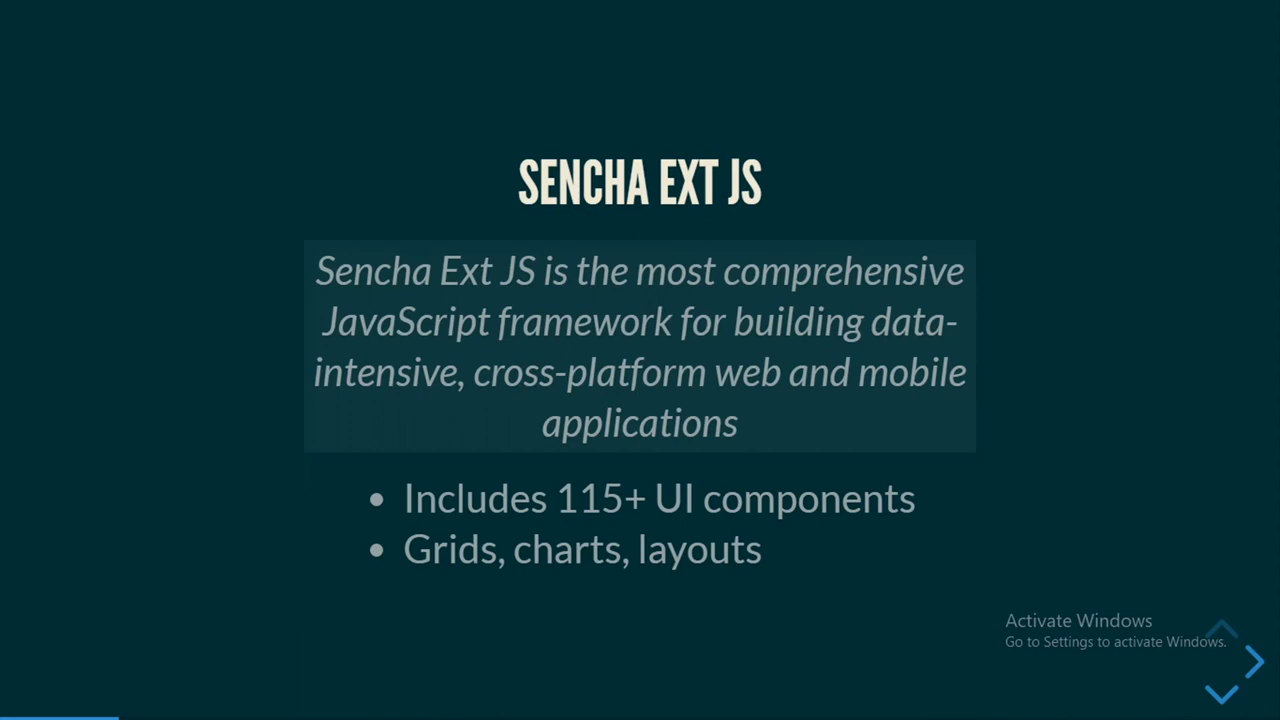 SENCHA EXT JS
Sencha Ext JS is the most comprehensive
JavaScript framework for building data-
intensive, cross-platform web and mobile
applications
• Includes 115+ UI components
• Grids, charts, layouts
Activate Windows
Go to Settings to activate Windows.